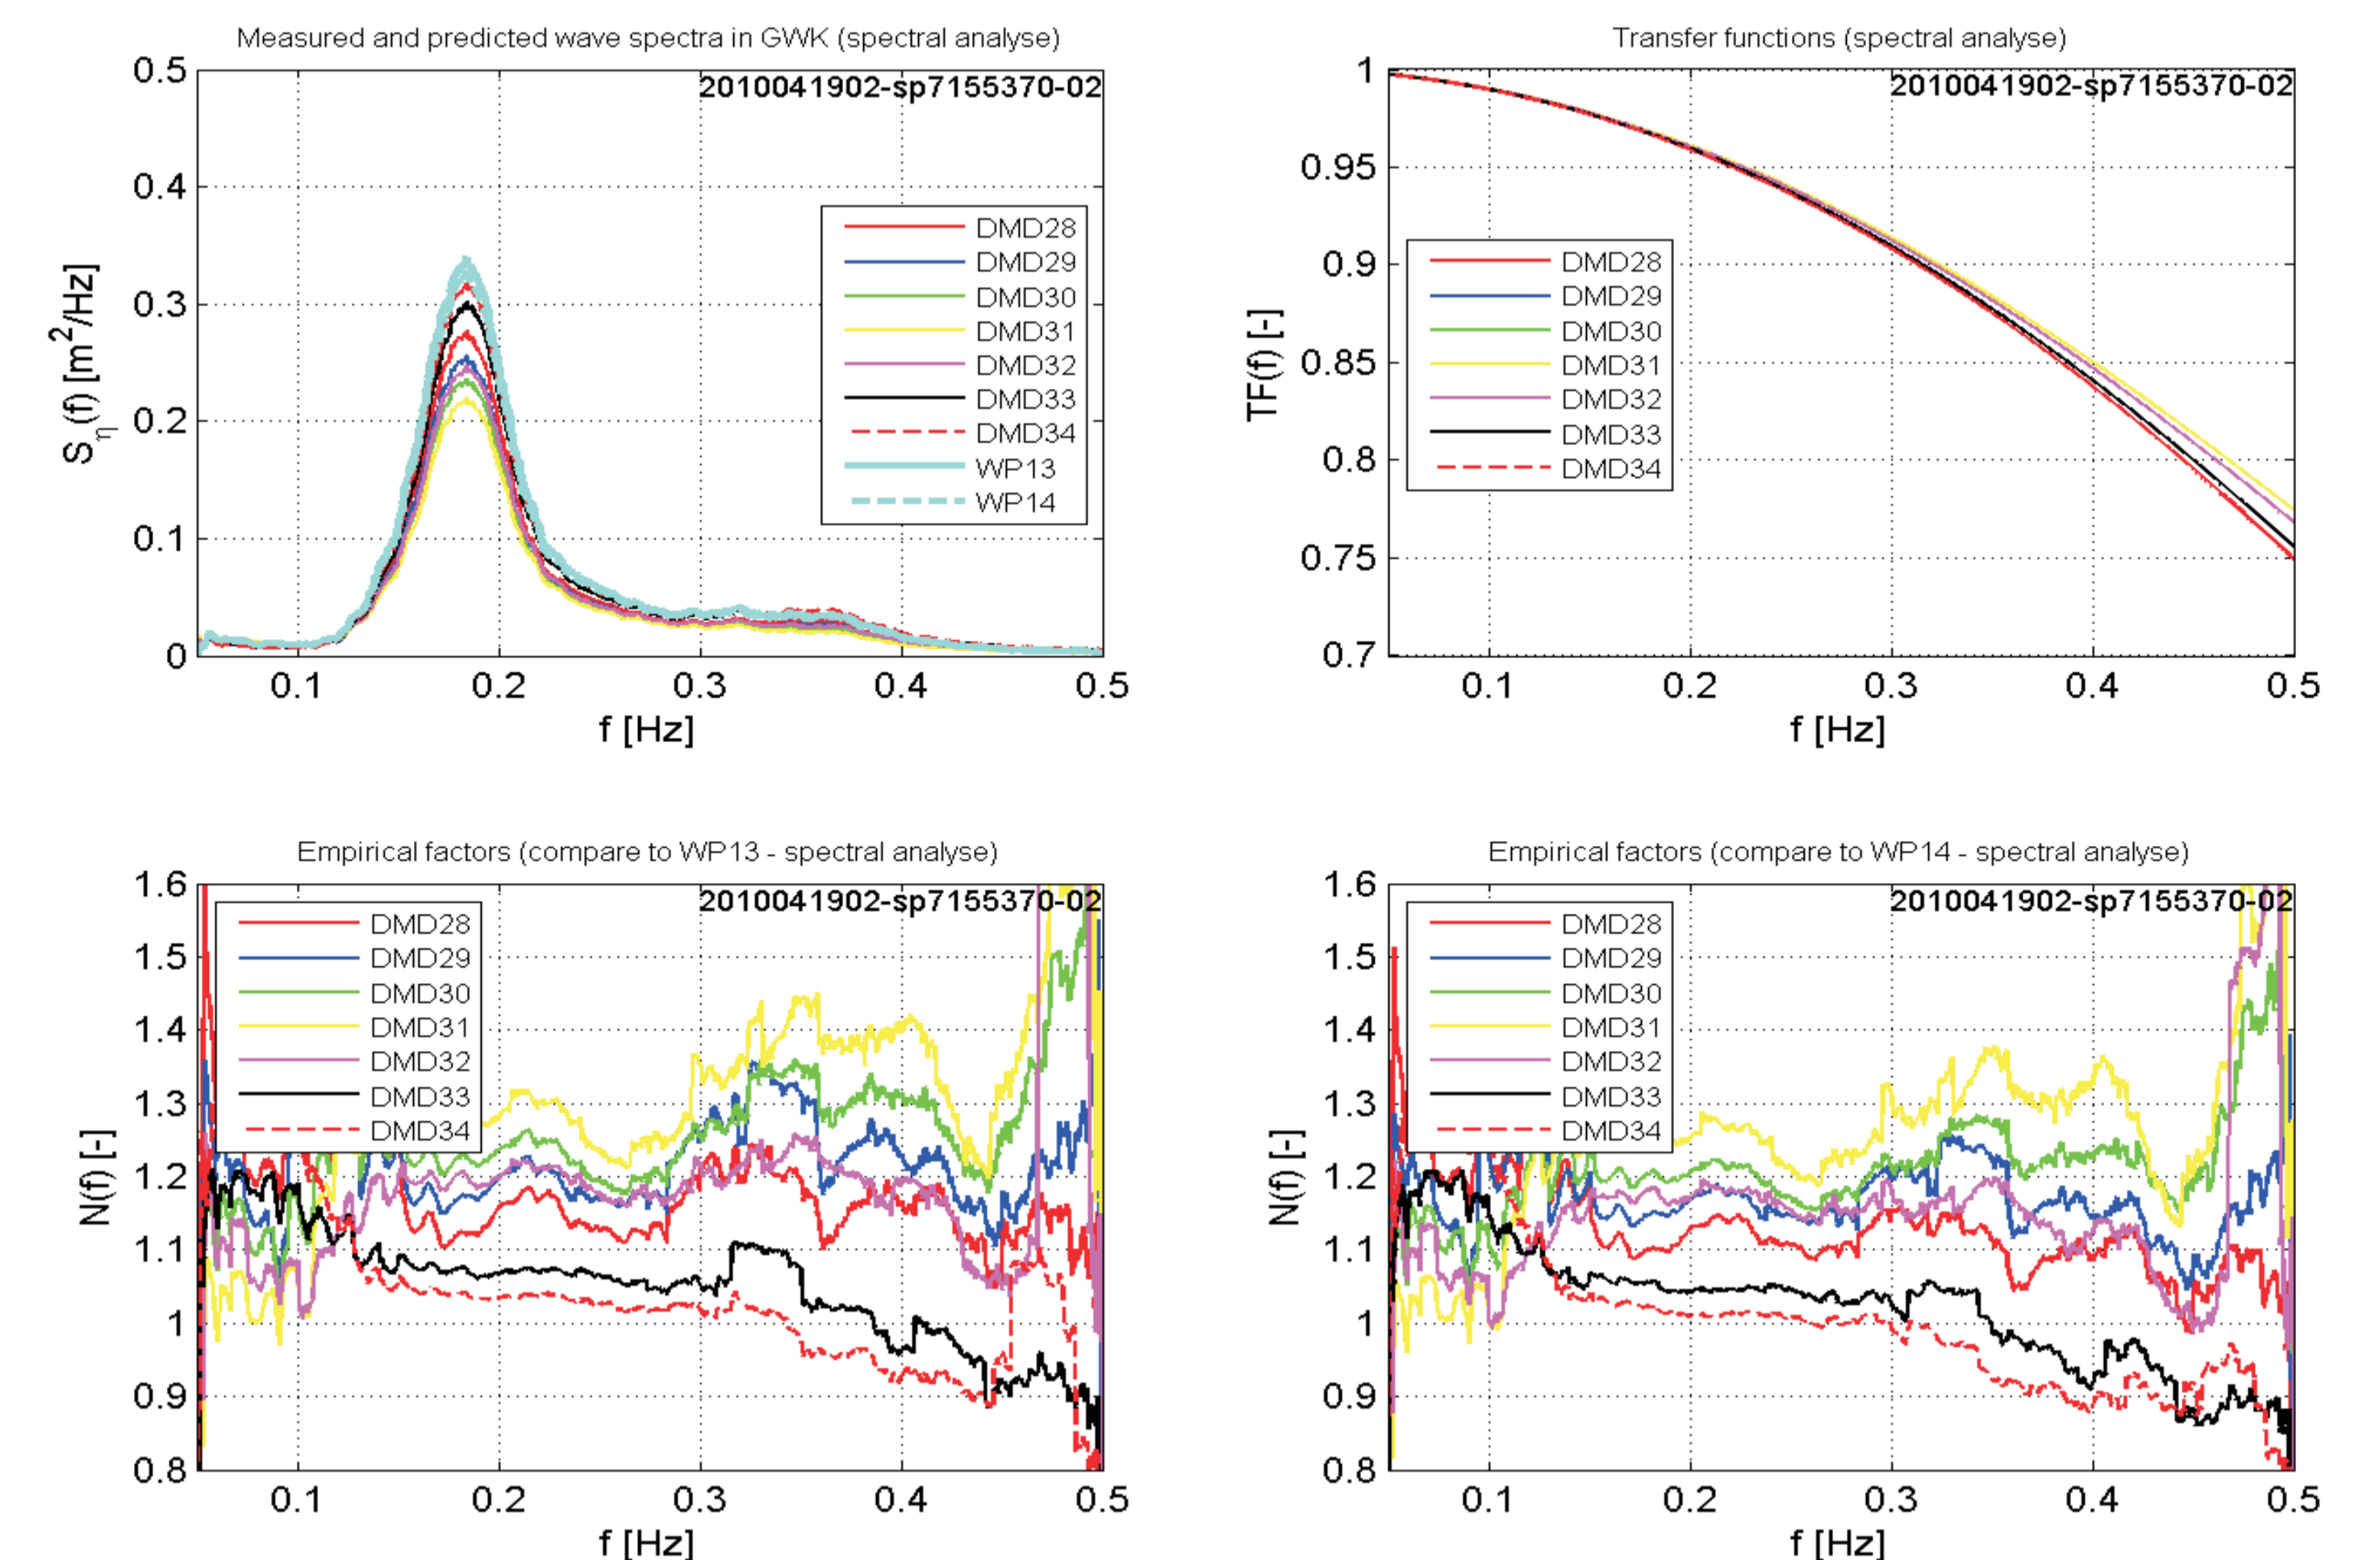 Measured and predicted wave spectra in GWK (spectral analyse)
2010041902-sp7155370-02
0.5
0.4
0.3
0.2
0.1
0
Sη(f) [m²/Hz]
DMD28
DMD29
DMD30
DMD31
DMD32
DMD33
DMD34
WP13
WP14
0.1 0.2 0.3 0.4 0.5
f [Hz]
Transfer functions (spectral analyse)
2010041902-sp7155370-02
1
0.95
0.9
0.85
0.8
0.75
0.7
TF(f) [-]
DMD28
DMD29
DMD30
DMD31
DMD32
DMD33
DMD34
0.1 0.2 0.3 0.4 0.5
f [Hz]
Empirical factors (compare to WP13 - spectral analyse)
2010041902-sp7155370-02
1.6
1.5
1.4
1.3
1.2
1.1
1
0.9
0.8
N(f) [-]
DMD28
DMD29
DMD30
DMD31
DMD32
DMD33
DMD34
0.1 0.2 0.3 0.4 0.5
f [Hz]
Empirical factors (compare to WP14 - spectral analyse)
2010041902-sp7155370-02
1.6
1.5
1.4
1.3
1.2
1.1
1
0.9
0.8
N(f) [-]
DMD28
DMD29
DMD30
DMD31
DMD32
DMD33
DMD34
0.1 0.2 0.3 0.4 0.5
f [Hz]